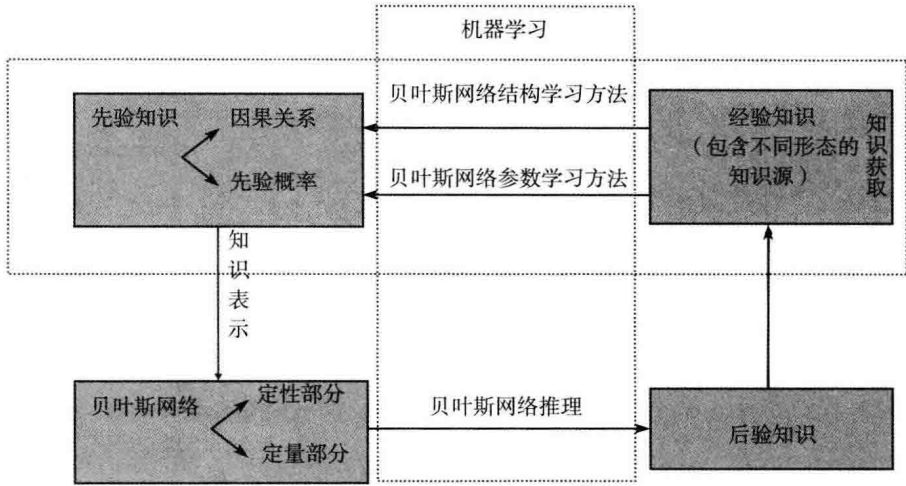 机器学习
贝叶斯网络结构学习方法
先验知识
因果关系
先验概率
贝叶斯网络参数学习方法
经验知识
（包含不同形态的
知识源）
知识获取
知识表示
贝叶斯网络
定性部分
定量部分
贝叶斯网络推理
后验知识